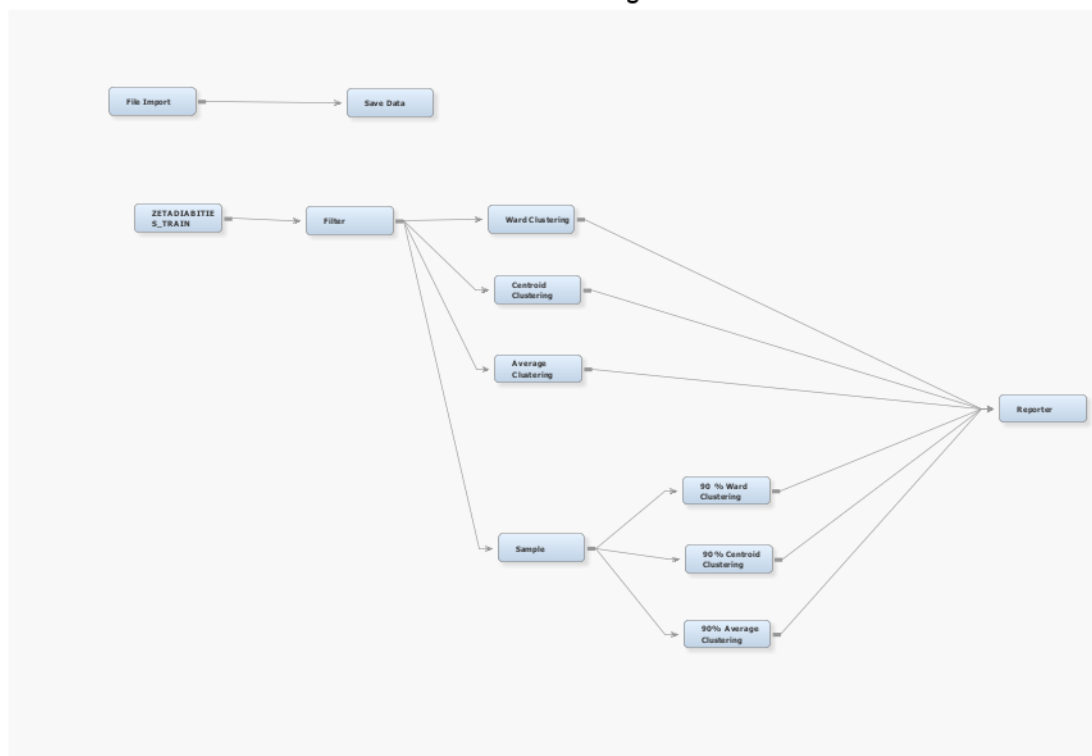 File Import
Save Data
ZETADIABITIE
S_TRAIN
Filter
Ward Clustering
Centroid
Clustering
Average
Clustering
Reporter
90 % Ward
Clustering
Sample
90 % Centroid
Clustering
90% Average
Clustering